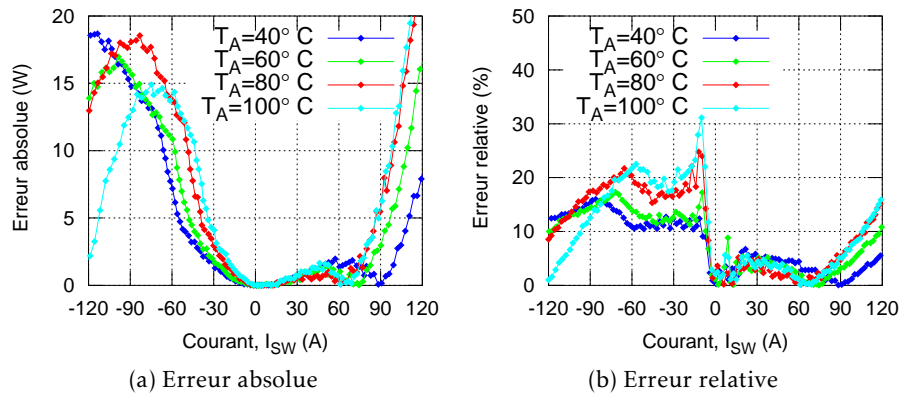 Erreur absolue (W)
20
15
10
5
0
T_A=40° C
T_A=60° C
T_A=80° C
T_A=100° C
-120 -90 -60 -30 0 30 60 90 120
Courant, I_SW (A)
(a) Erreur absolue
Erreur relative (%)
50
40
30
20
10
0
T_A=40° C
T_A=60° C
T_A=80° C
T_A=100° C
-120 -90 -60 -30 0 30 60 90 120
Courant, I_SW (A)
(b) Erreur relative